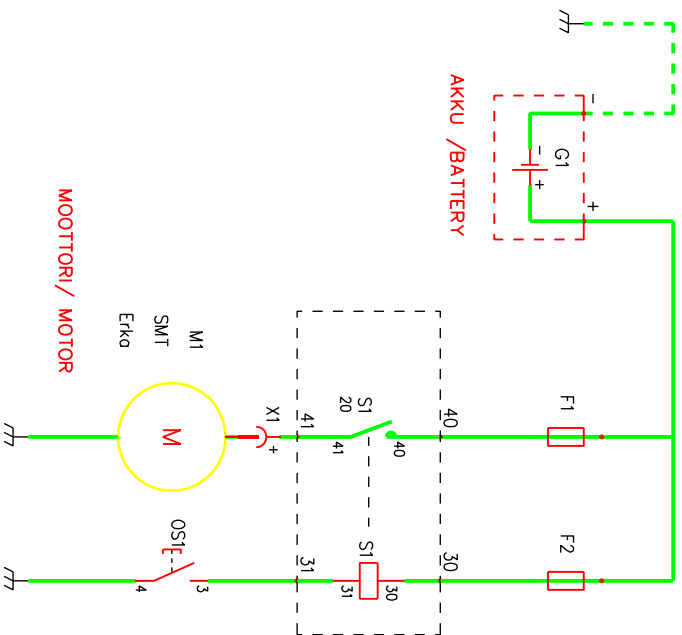 AKKU /BATTERY
−
G1
−
+
+
MOOTTORI/ MOTOR
M1
SMT
Erka
M
X1
+
41
S1
20
41
40
40
F1
OS1
4
3
31
S1
31
30
30
F2